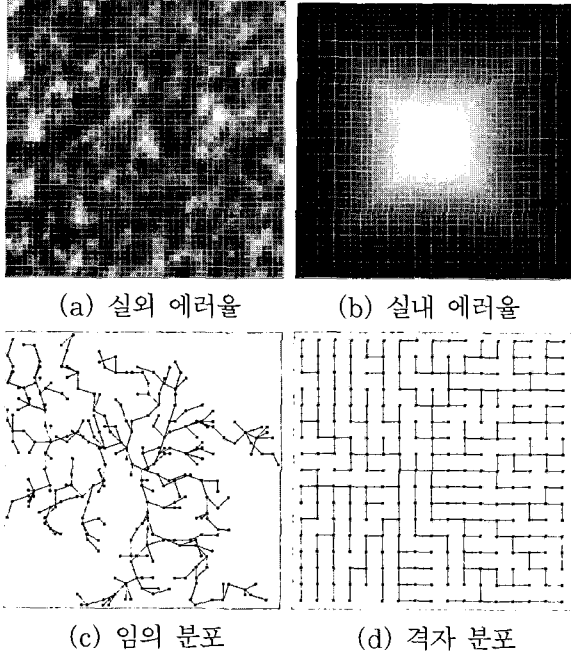 (a) 실외 에러율
(b) 실내 에러율
(c) 임의 분포
(d) 격자 분포